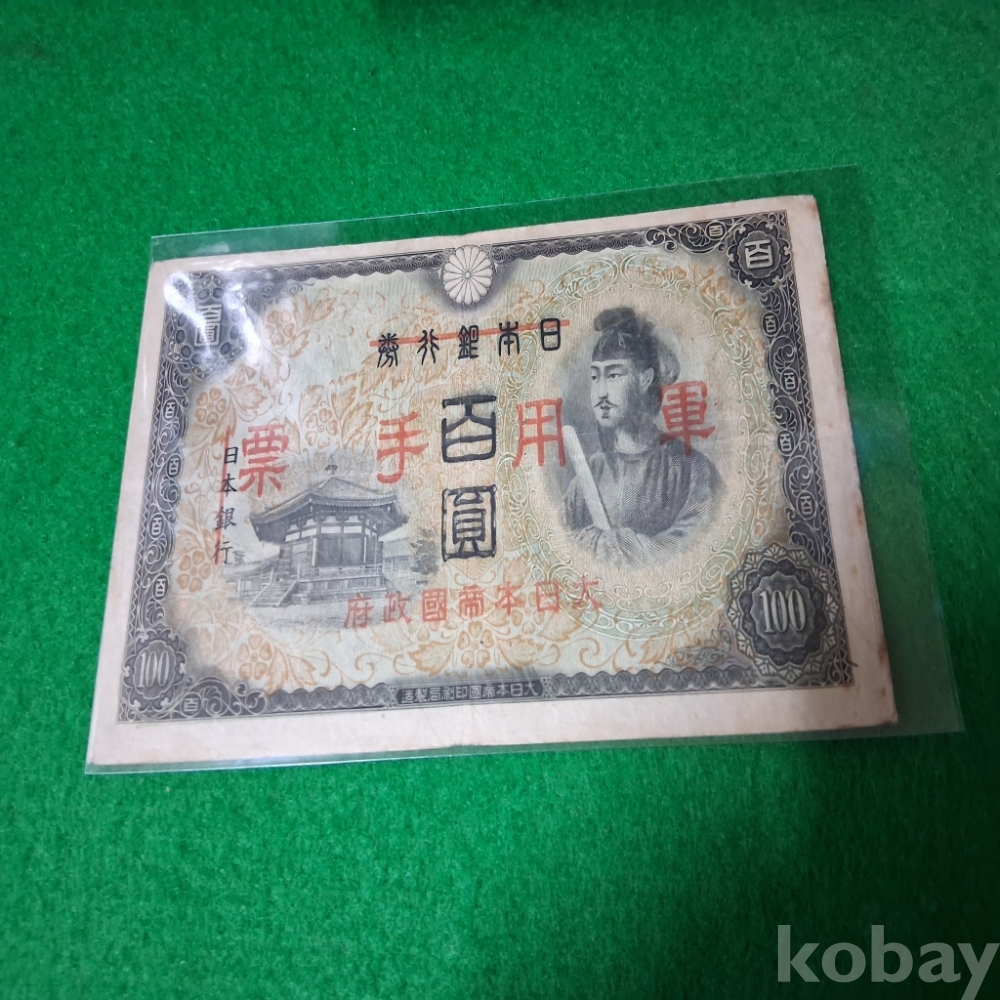 百
百圓
日本銀行券
百圓
軍用手票
日本銀行
大日本帝國政府
100
100
大日本帝國印刷局製造
kobay